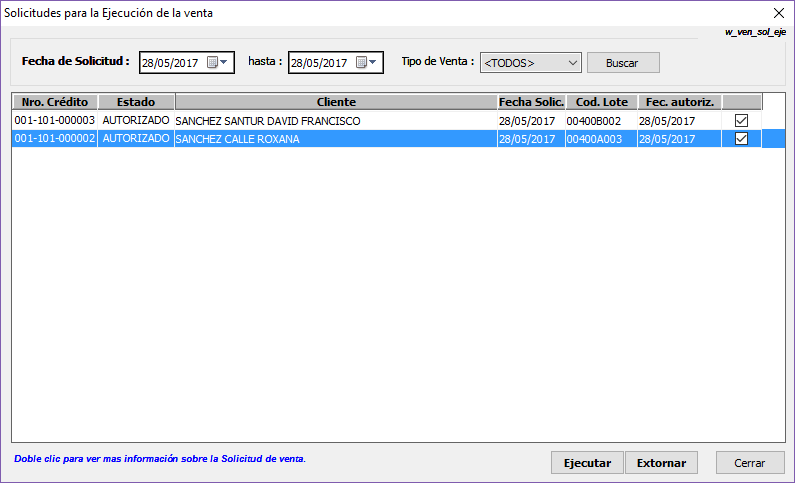 Solicitudes para la Ejecución de la venta
w_ven_sol_eje
Fecha de Solicitud : 28/05/2017 hasta : 28/05/2017 Tipo de Venta : <TODOS> Buscar
Nro. Crédito Estado Cliente Fecha Solic. Cod. Lote Fec. autoriz.
001-101-000003 AUTORIZADO SANCHEZ SANTUR DAVID FRANCISCO 28/05/2017 00400B002 28/05/2017
001-101-000002 AUTORIZADO SANCHEZ CALLE ROXANA 28/05/2017 00400A003 28/05/2017
Doble clic para ver mas información sobre la Solicitud de venta. Ejecutar Extornar Cerrar